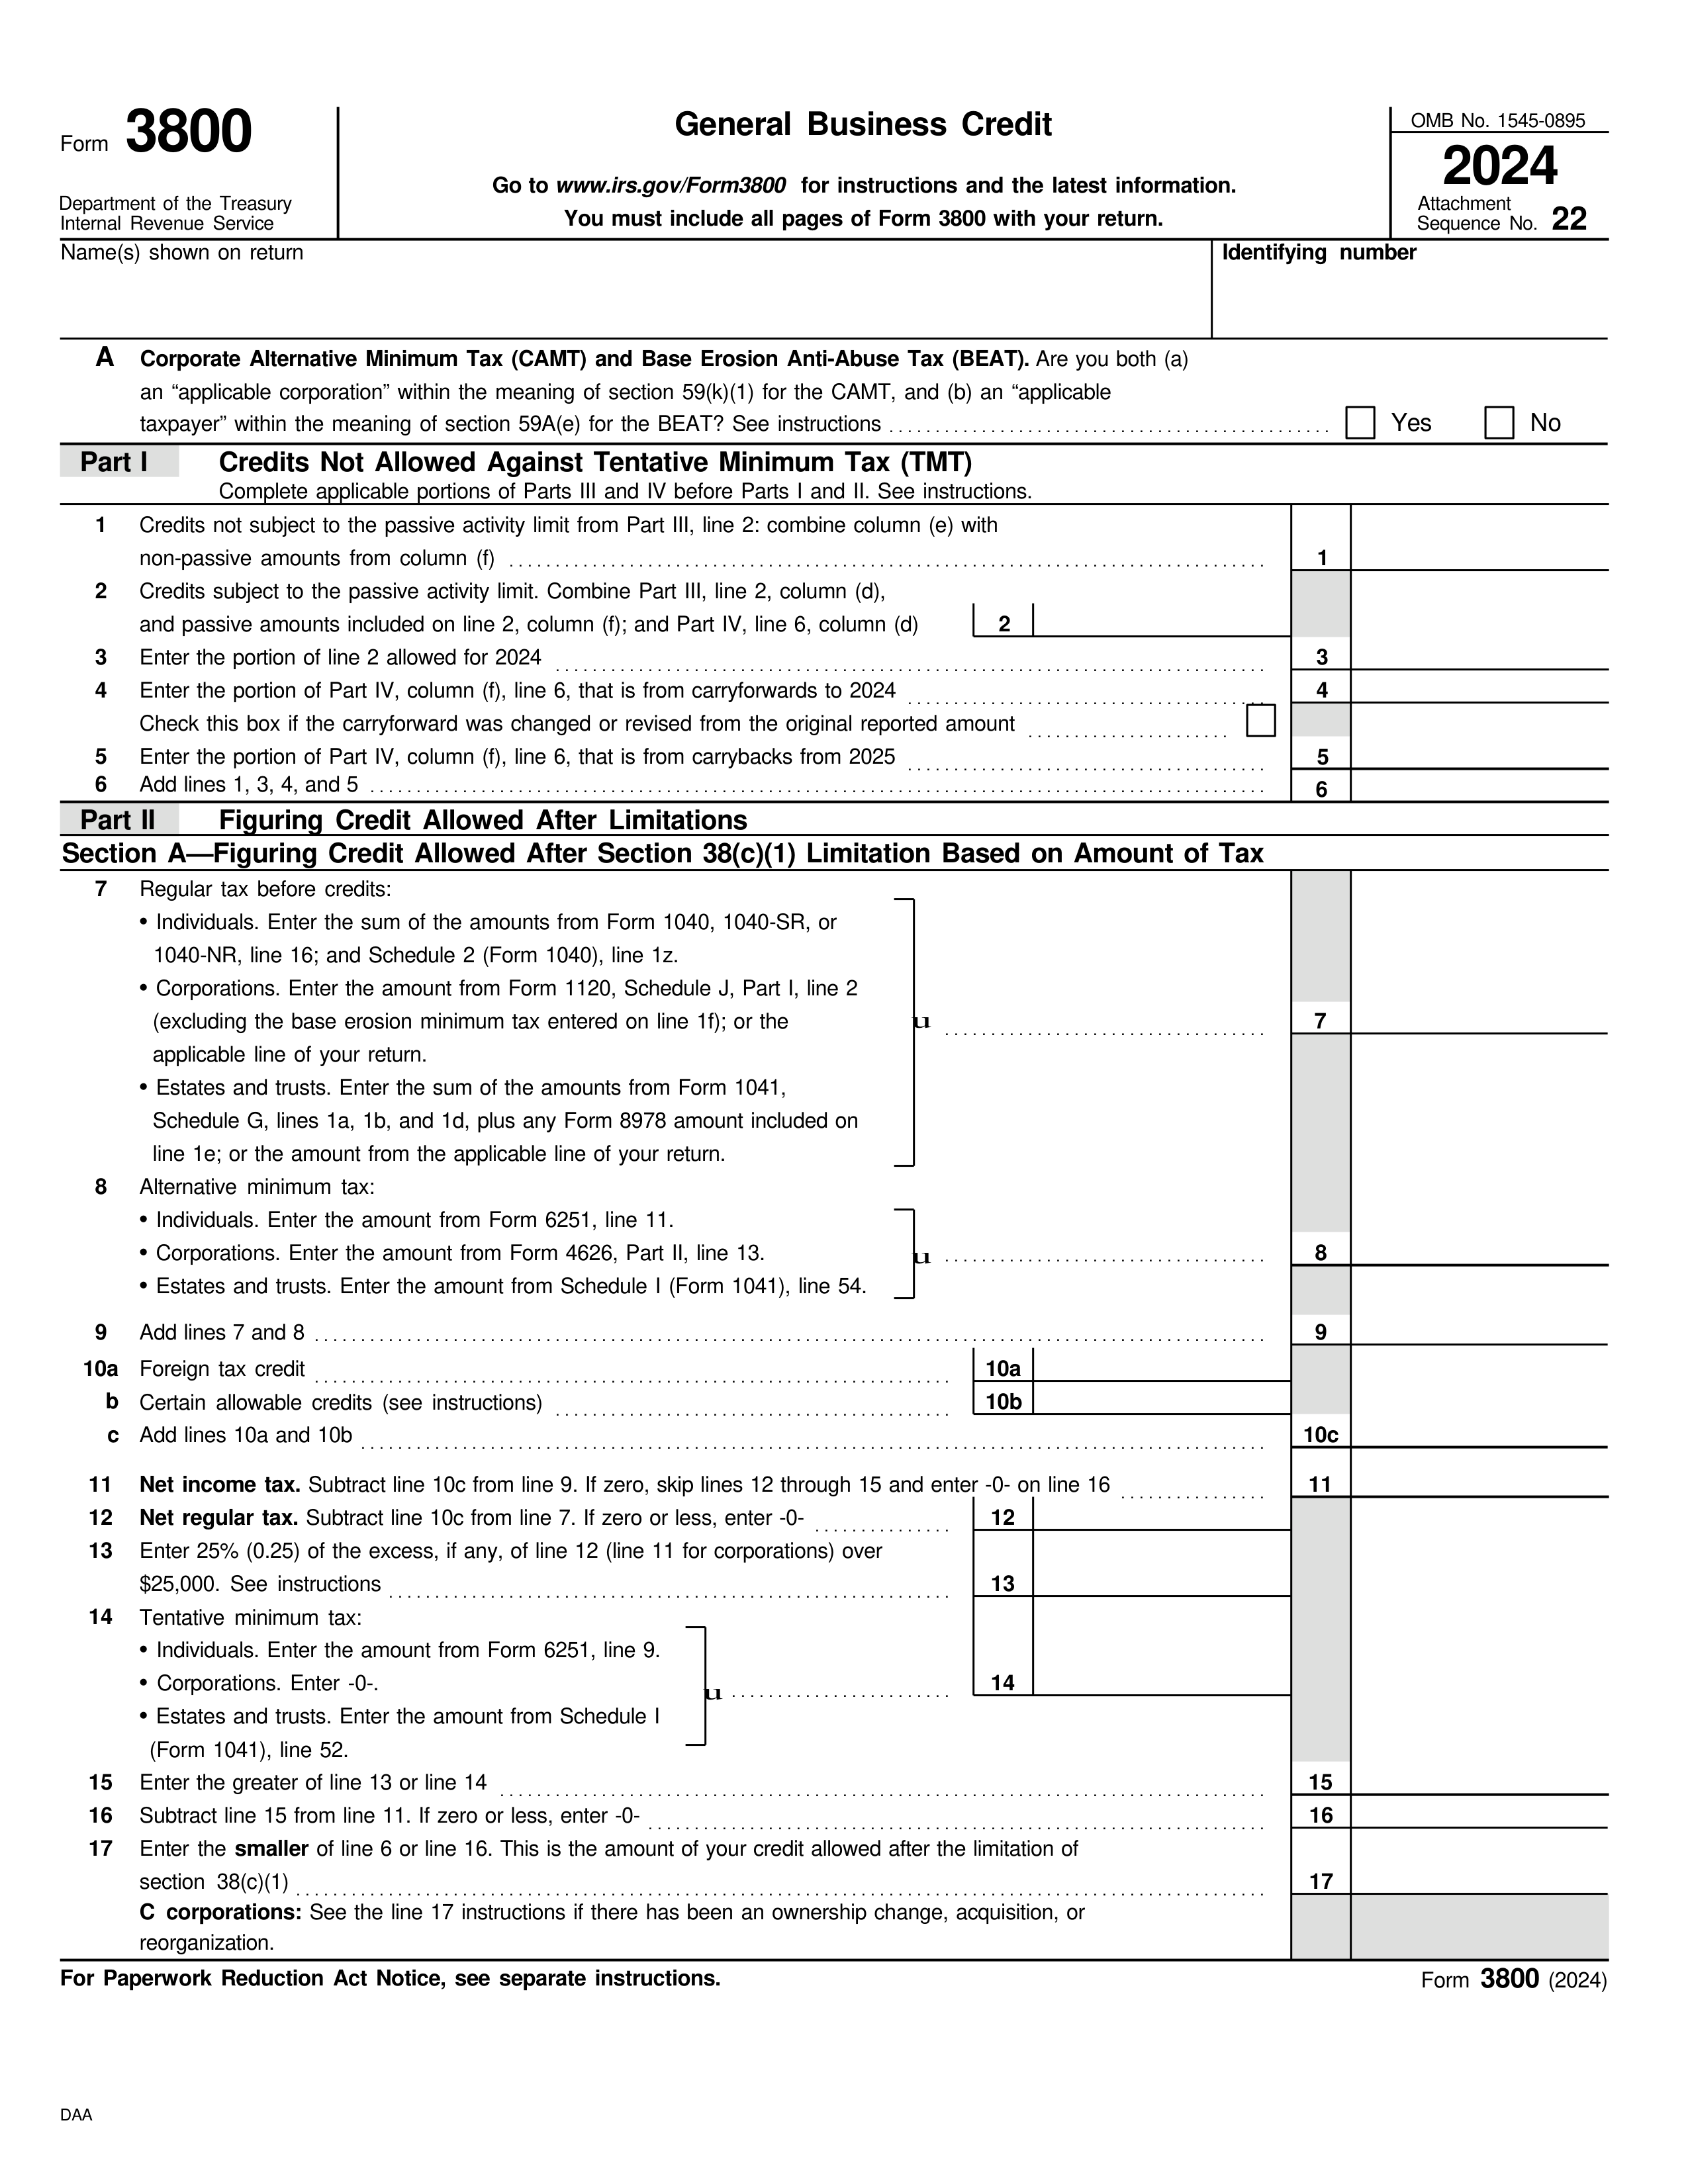 Form 3800
Department of the Treasury
Internal Revenue Service
General Business Credit
Go to www.irs.gov/Form3800 for instructions and the latest information.
You must include all pages of Form 3800 with your return.
OMB No. 1545-0895
2024
Attachment
Sequence No. 22
Name(s) shown on return
Identifying number
A Corporate Alternative Minimum Tax (CAMT) and Base Erosion Anti-Abuse Tax (BEAT). Are you both (a)
an “applicable corporation” within the meaning of section 59(k)(1) for the CAMT, and (b) an “applicable
taxpayer” within the meaning of section 59A(e) for the BEAT? See instructions Yes No
Part I Credits Not Allowed Against Tentative Minimum Tax (TMT)
Complete applicable portions of Parts III and IV before Parts I and II. See instructions.
1 Credits not subject to the passive activity limit from Part III, line 2: combine column (e) with
non-passive amounts from column (f) 1
2 Credits subject to the passive activity limit. Combine Part III, line 2, column (d),
and passive amounts included on line 2, column (f); and Part IV, line 6, column (d) 2
3 Enter the portion of line 2 allowed for 2024 3
4 Enter the portion of Part IV, column (f), line 6, that is from carryforwards to 2024 4
Check this box if the carryforward was changed or revised from the original reported amount
5 Enter the portion of Part IV, column (f), line 6, that is from carrybacks from 2025 5
6 Add lines 1, 3, 4, and 5 6
Part II Figuring Credit Allowed After Limitations
Section A—Figuring Credit Allowed After Section 38(c)(1) Limitation Based on Amount of Tax
7 Regular tax before credits:
• Individuals. Enter the sum of the amounts from Form 1040, 1040-SR, or
1040-NR, line 16; and Schedule 2 (Form 1040), line 1z.
• Corporations. Enter the amount from Form 1120, Schedule J, Part I, line 2
(excluding the base erosion minimum tax entered on line 1f); or the u 7
applicable line of your return.
• Estates and trusts. Enter the sum of the amounts from Form 1041,
Schedule G, lines 1a, 1b, and 1d, plus any Form 8978 amount included on
line 1e; or the amount from the applicable line of your return.
8 Alternative minimum tax:
• Individuals. Enter the amount from Form 6251, line 11.
• Corporations. Enter the amount from Form 4626, Part II, line 13. u 8
• Estates and trusts. Enter the amount from Schedule I (Form 1041), line 54.
9 Add lines 7 and 8 9
10a Foreign tax credit 10a
b Certain allowable credits (see instructions) 10b
c Add lines 10a and 10b 10c
11 Net income tax. Subtract line 10c from line 9. If zero, skip lines 12 through 15 and enter -0- on line 16 11
12 Net regular tax. Subtract line 10c from line 7. If zero or less, enter -0- 12
13 Enter 25% (0.25) of the excess, if any, of line 12 (line 11 for corporations) over
$25,000. See instructions 13
14 Tentative minimum tax:
• Individuals. Enter the amount from Form 6251, line 9.
• Corporations. Enter -0-. u 14
• Estates and trusts. Enter the amount from Schedule I
(Form 1041), line 52.
15 Enter the greater of line 13 or line 14 15
16 Subtract line 15 from line 11. If zero or less, enter -0- 16
17 Enter the smaller of line 6 or line 16. This is the amount of your credit allowed after the limitation of
section 38(c)(1) 17
C corporations: See the line 17 instructions if there has been an ownership change, acquisition, or
reorganization.
For Paperwork Reduction Act Notice, see separate instructions. Form 3800 (2024)
DAA